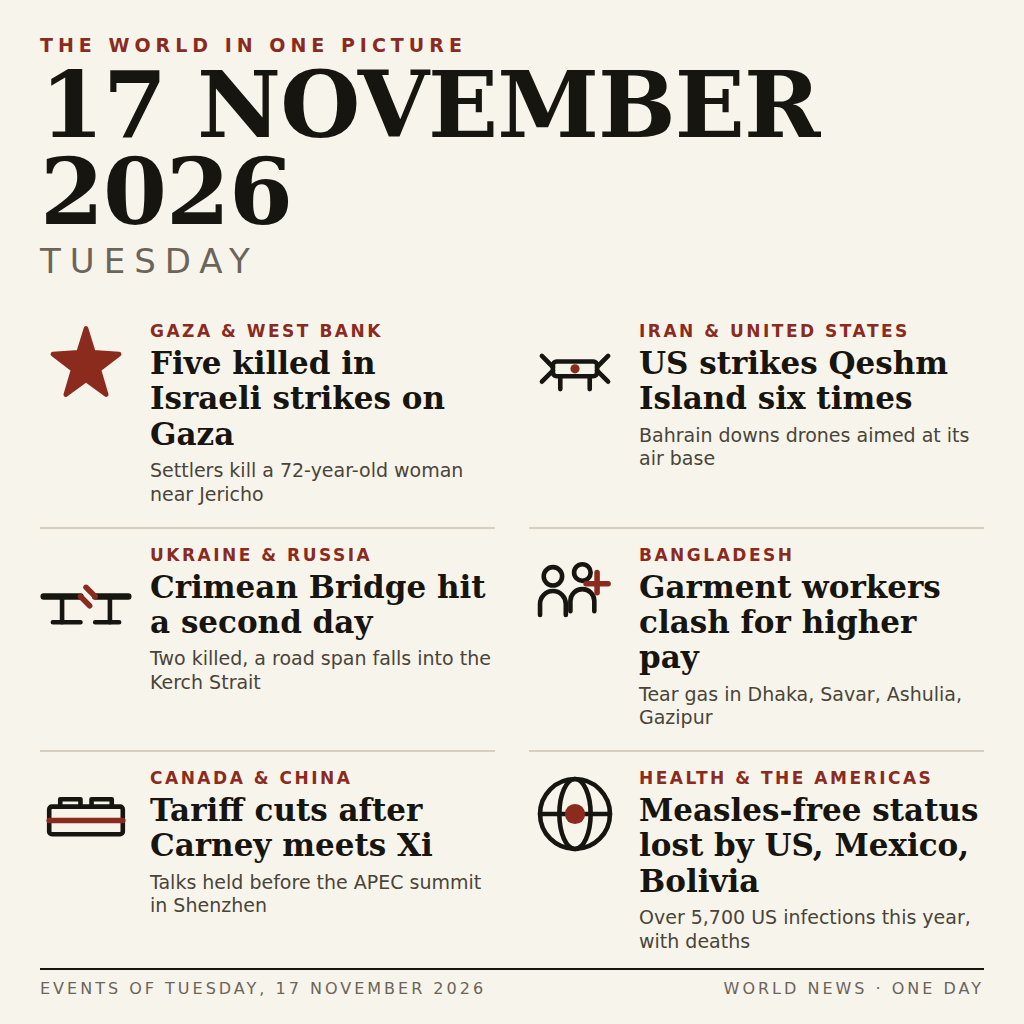 THE WORLD IN ONE PICTURE
17 NOVEMBER
2026
TUESDAY
GAZA & WEST BANK
Five killed in
Israeli strikes on
Gaza
Settlers kill a 72-year-old woman
near Jericho
IRAN & UNITED STATES
US strikes Qeshm
Island six times
Bahrain downs drones aimed at its
air base
UKRAINE & RUSSIA
Crimean Bridge hit
a second day
Two killed, a road span falls into the
Kerch Strait
BANGLADESH
Garment workers
clash for higher
pay
Tear gas in Dhaka, Savar, Ashulia,
Gazipur
CANADA & CHINA
Tariff cuts after
Carney meets Xi
Talks held before the APEC summit
in Shenzhen
HEALTH & THE AMERICAS
Measles-free status
lost by US, Mexico,
Bolivia
Over 5,700 US infections this year,
with deaths
EVENTS OF TUESDAY, 17 NOVEMBER 2026
WORLD NEWS · ONE DAY